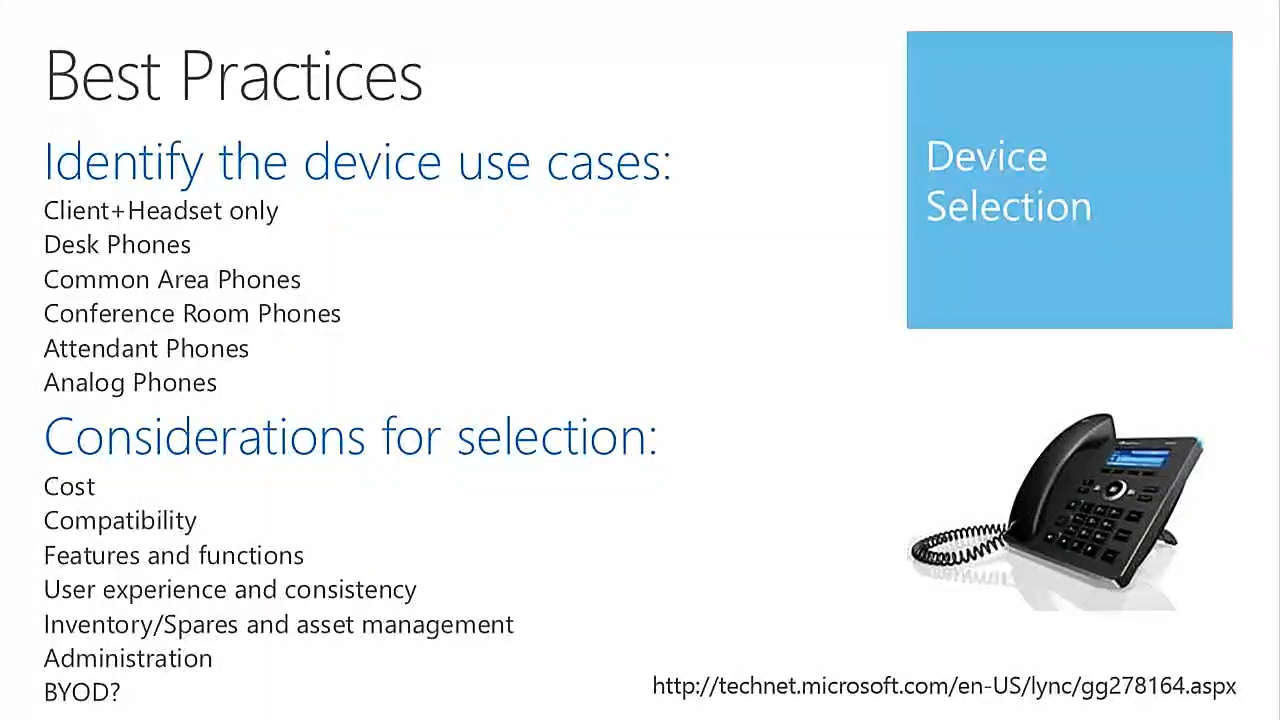 Best Practices
Identify the device use cases:
Client+Headset only
Desk Phones
Common Area Phones
Conference Room Phones
Attendant Phones
Analog Phones
Considerations for selection:
Cost
Compatibility
Features and functions
User experience and consistency
Inventory/Spares and asset management
Administration
BYOD?
Device
Selection
http://technet.microsoft.com/en-US/lync/gg278164.aspx